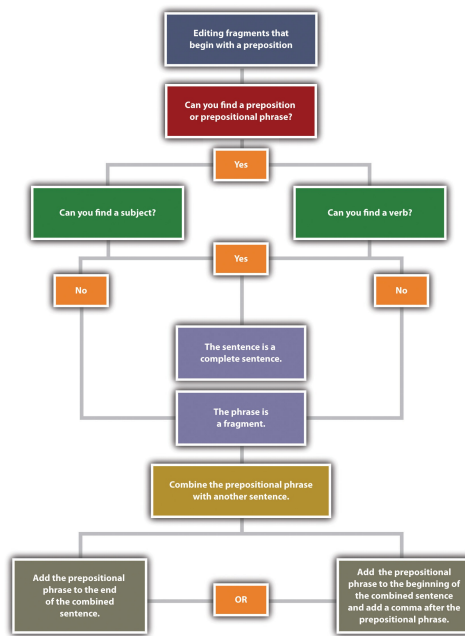 Editing fragments that
begin with a preposition
Can you find a preposition
or prepositional phrase?
Yes
Can you find a subject?
Can you find a verb?
Yes
No
No
The sentence is a
complete sentence.
The phrase is
a fragment.
Combine the prepositional phrase
with another sentence.
Add the prepositional
phrase to the end
of the combined
sentence.
OR
Add the prepositional
phrase to the beginning of
the combined sentence
and add a comma after the
prepositional phrase.